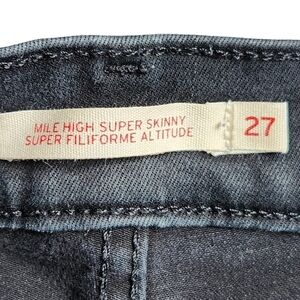 MILE HIGH SUPER SKINNY
SUPER FILIFORME ALTITUDE
27